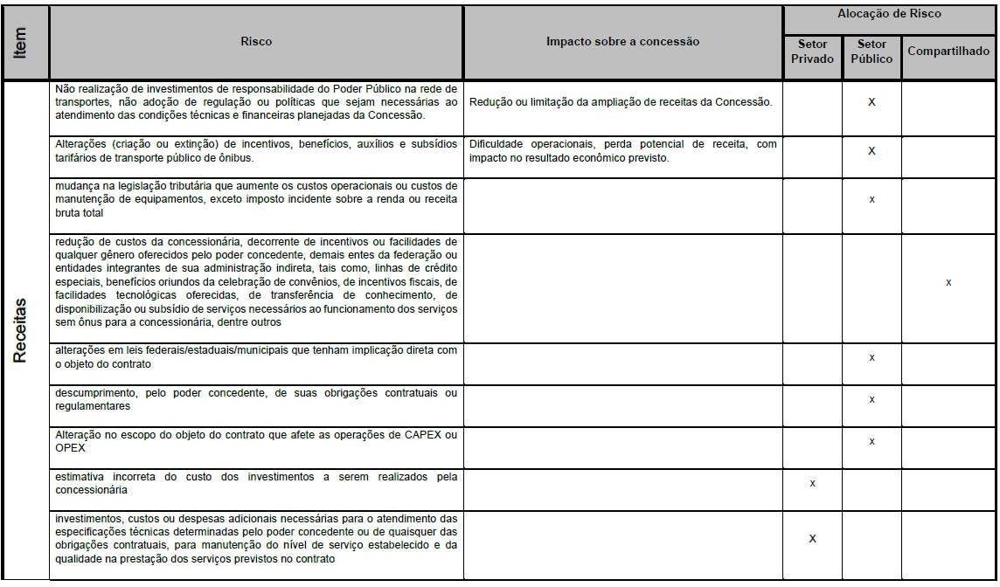 Item
Risco
Impacto sobre a concessão
Alocação de Risco
Setor
Privado
Setor
Público
Compartilhado
Receitas
Não realização de investimentos de responsabilidade do Poder Público na rede de
transportes, não adoção de regulação ou políticas que sejam necessárias ao
atendimento das condições técnicas e financeiras planejadas da Concessão.
Redução ou limitação da ampliação de receitas da Concessão.
X
Alterações (criação ou extinção) de incentivos, benefícios, auxílios e subsídios
tarifários de transporte público de ônibus.
Dificuldade operacionais, perda potencial de receita, com
impacto no resultado econômico previsto.
X
mudança na legislação tributária que aumente os custos operacionais ou custos de
manutenção de equipamentos, exceto imposto incidente sobre a renda ou receita
bruta total
x
redução de custos da concessionária, decorrente de incentivos ou facilidades de
qualquer gênero oferecidos pelo poder concedente, demais entes da federação ou
entidades integrantes de sua administração indireta, tais como, linhas de crédito
especiais, benefícios oriundos da celebração de convênios, de incentivos fiscais, de
facilidades tecnológicas oferecidas, de transferência de conhecimento, de
disponibilização ou subsídio de serviços necessários ao funcionamento dos serviços
sem ônus para a concessionária, dentre outros
x
alterações em leis federais/estaduais/municipais que tenham implicação direta com
o objeto do contrato
x
descumprimento, pelo poder concedente, de suas obrigações contratuais ou
regulamentares
x
Alteração no escopo do objeto do contrato que afete as operações de CAPEX ou
OPEX
x
estimativa incorreta do custo dos investimentos a serem realizados pela
concessionária
x
investimentos, custos ou despesas adicionais necessárias para o atendimento das
especificações técnicas determinadas pelo poder concedente ou de quaisquer das
obrigações contratuais, para manutenção do nível de serviço estabelecido e da
qualidade na prestação dos serviços previstos no contrato
X